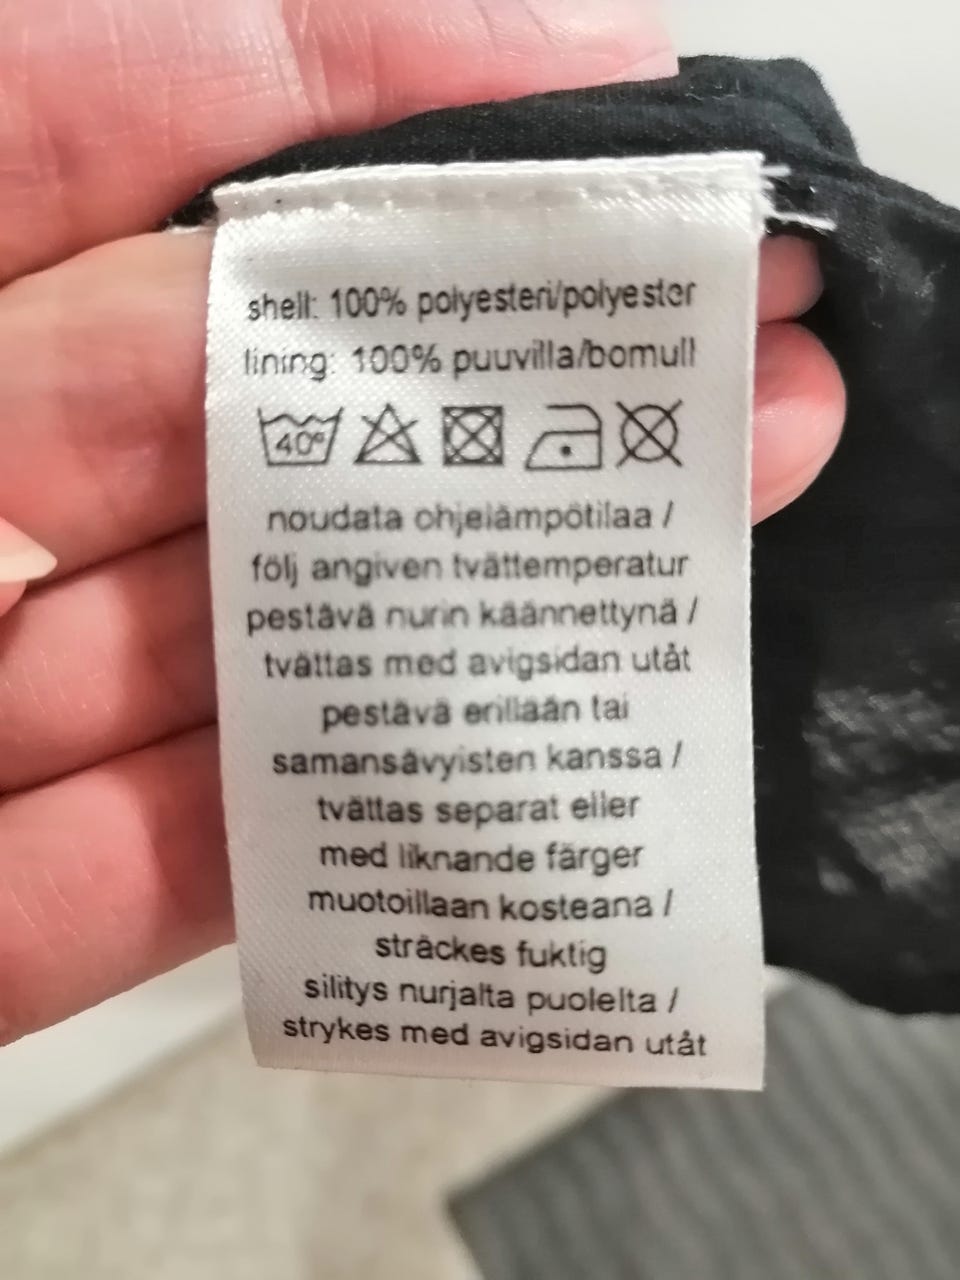 shell: 100% polyesteri/polyester
lining: 100% puuvilla/bomull
40°
noudata ohjelämpötilaa /
följ angiven tvättemperatur
pestävä nurin käännettynä /
tvättas med avigsidan utåt
pestävä erillään tai
samansävyisten kanssa /
tvättas separat eller
med liknande färger
muotoillaan kosteana /
sträckes fuktig
silitys nurjalta puolelta /
strykes med avigsidan utåt